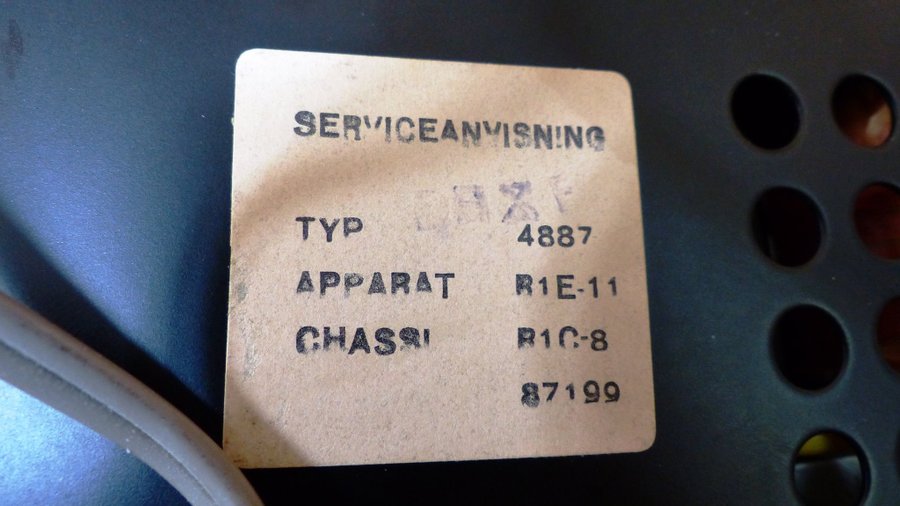 SERVICEANVISNING
TYP 4887
APPARAT R1E-11
CHASSI R1C-8
87199